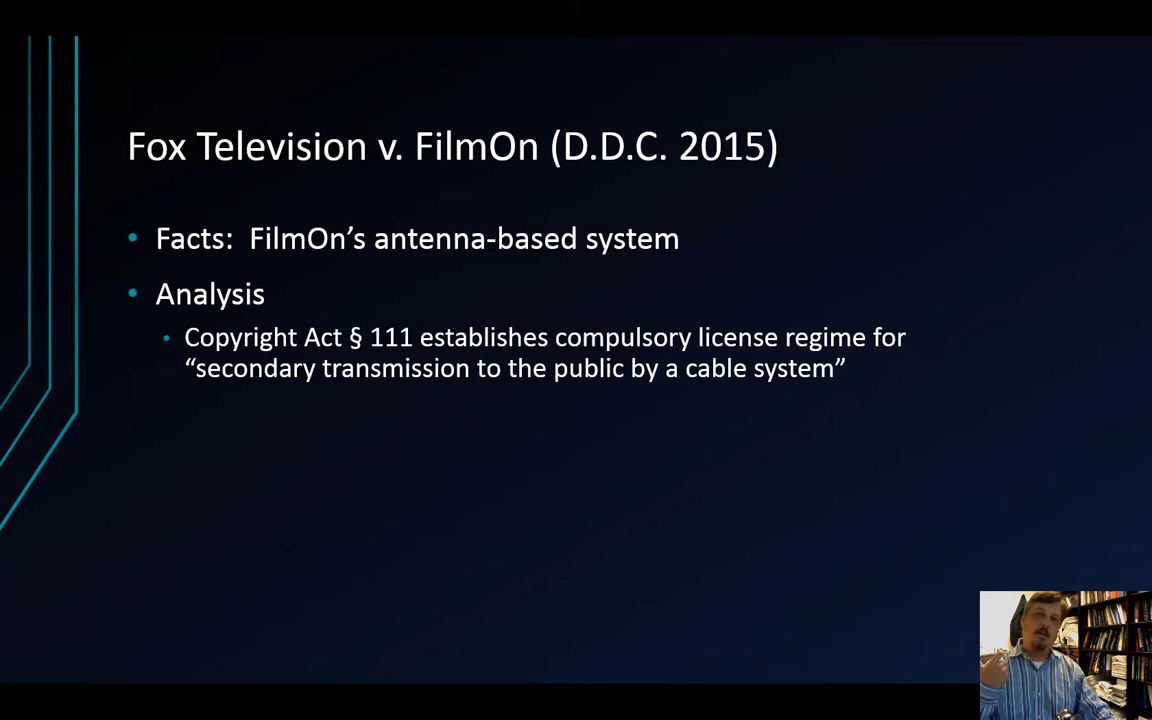 Fox Television v. FilmOn (D.D.C. 2015)
• Facts:  FilmOn’s antenna-based system
• Analysis
• Copyright Act § 111 establishes compulsory license regime for
“secondary transmission to the public by a cable system”